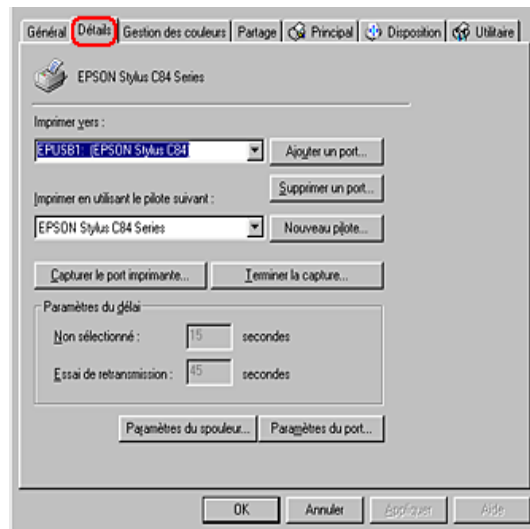 Général Détails Gestion des couleurs Partage Principal Disposition Utilitaire
EPSON Stylus C84 Series
Imprimer vers :
EPUSB1: (EPSON Stylus C84
Ajouter un port...
Supprimer un port...
Imprimer en utilisant le pilote suivant :
EPSON Stylus C84 Series
Nouveau pilote...
Capturer le port imprimante... Terminer la capture...
Paramètres du délai
Non sélectionné : 15 secondes
Essai de retransmission : 45 secondes
Paramètres du spouleur... Paramètres du port...
OK Annuler Appliquer Aide